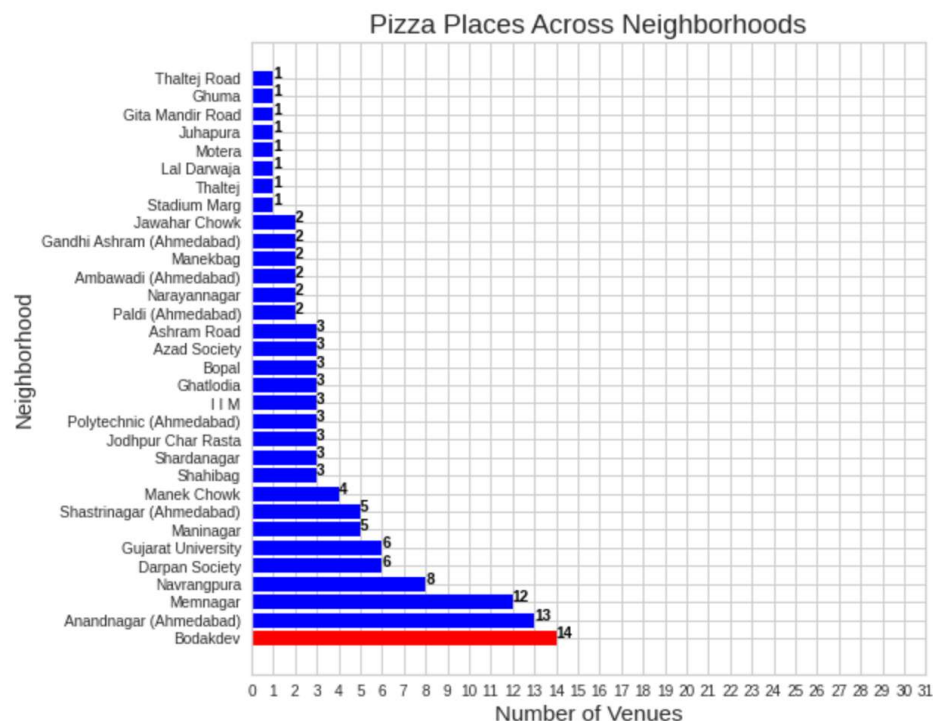 Pizza Places Across Neighborhoods
Neighborhood
Thaltej Road 1
Ghuma 1
Gita Mandir Road 1
Juhapura 1
Motera 1
Lal Darwaja 1
Thaltej 1
Stadium Marg 1
Jawahar Chowk 2
Gandhi Ashram (Ahmedabad) 2
Manekbag 2
Ambawadi (Ahmedabad) 2
Narayannagar 2
Paldi (Ahmedabad) 2
Ashram Road 3
Azad Society 3
Bopal 3
Ghatlodia 3
I I M 3
Polytechnic (Ahmedabad) 3
Jodhpur Char Rasta 3
Shardanagar 3
Shahibag 3
Manek Chowk 4
Shastrinagar (Ahmedabad) 5
Maninagar 5
Gujarat University 6
Darpan Society 6
Navrangpura 8
Memnagar 12
Anandnagar (Ahmedabad) 13
Bodakdev 14
0 1 2 3 4 5 6 7 8 9 10 11 12 13 14 15 16 17 18 19 20 21 22 23 24 25 26 27 28 29 30 31
Number of Venues